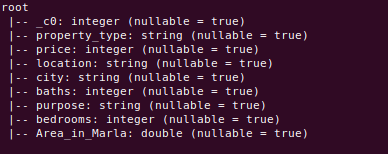 root
 |-- _c0: integer (nullable = true)
 |-- property_type: string (nullable = true)
 |-- price: integer (nullable = true)
 |-- location: string (nullable = true)
 |-- city: string (nullable = true)
 |-- baths: integer (nullable = true)
 |-- purpose: string (nullable = true)
 |-- bedrooms: integer (nullable = true)
 |-- Area_in_Marla: double (nullable = true)